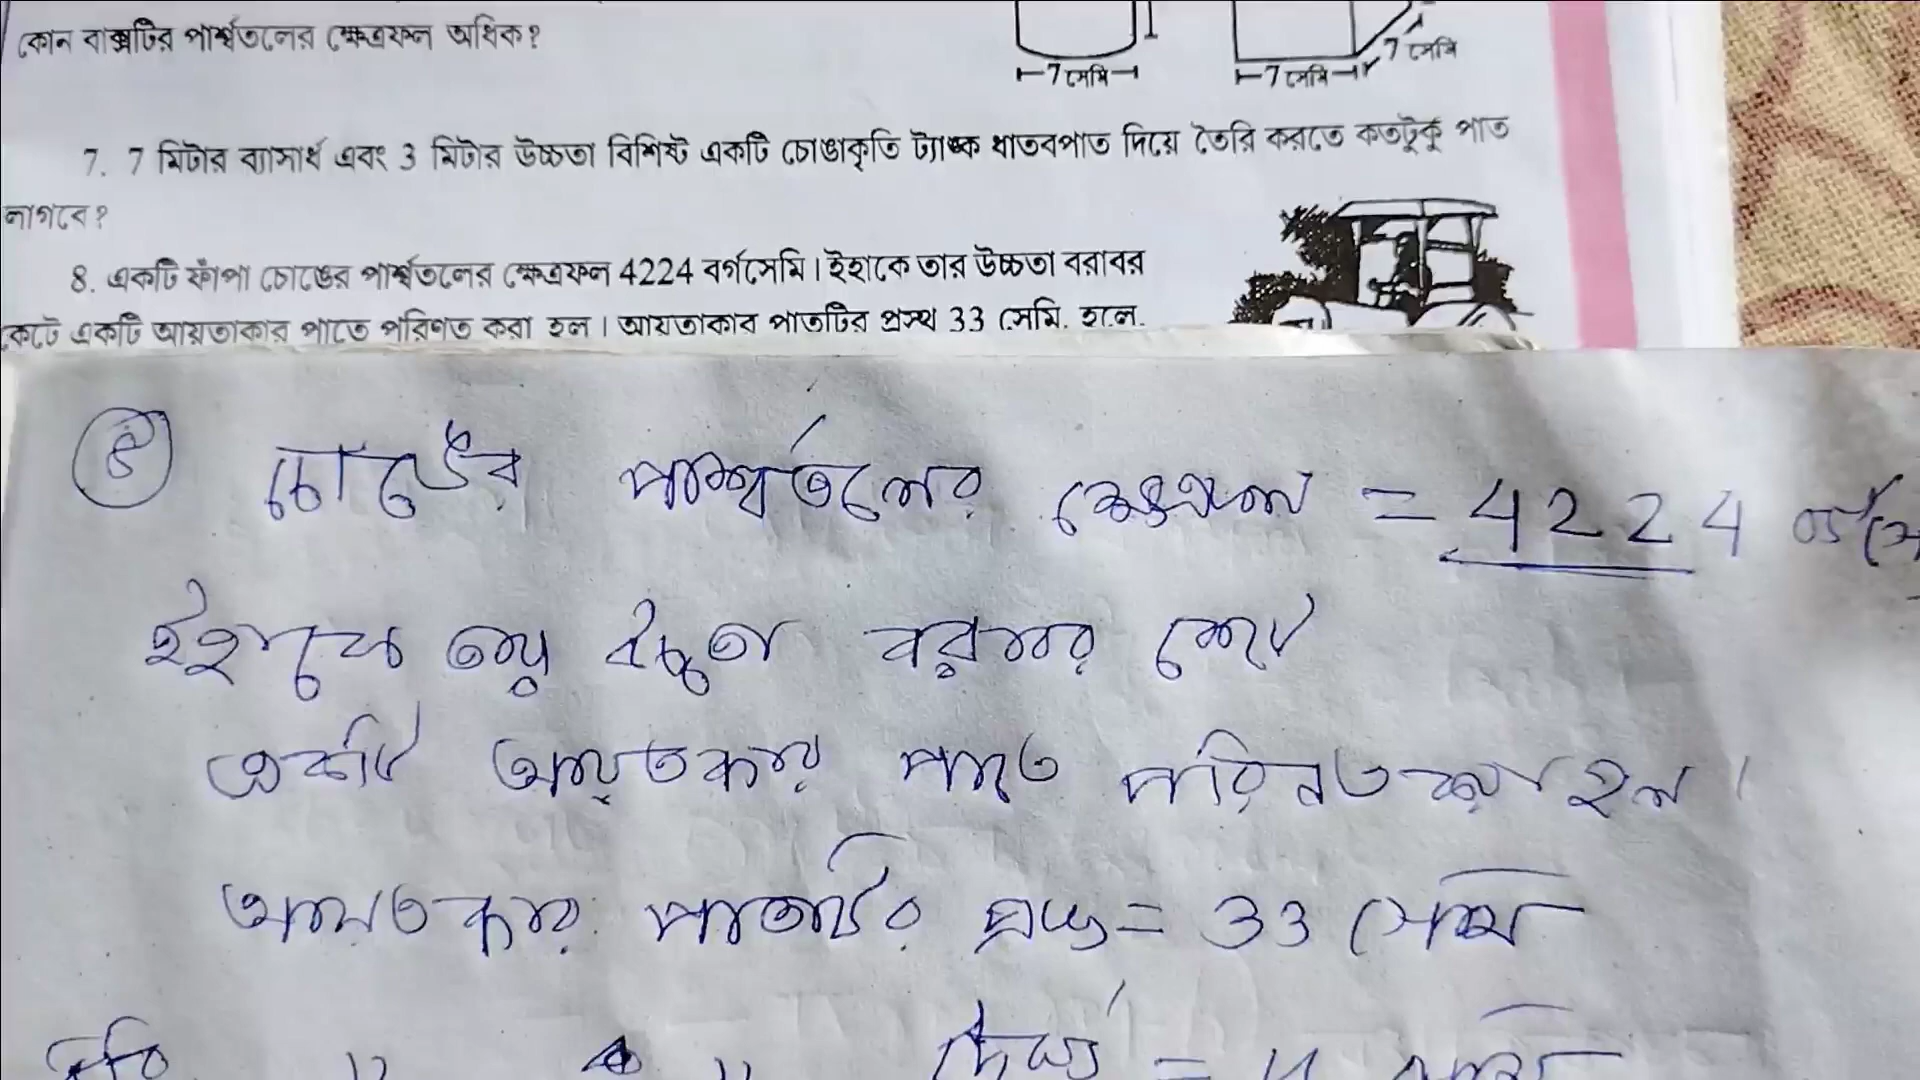 কোন বাক্সটির পার্শ্বতলের ক্ষেত্রফল অধিক?
7 সেমি
7 সেমি
7 সেমি
7. 7 মিটার ব্যাসার্ধ এবং 3 মিটার উচ্চতা বিশিষ্ট একটি চোঙাকৃতি ট্যাঙ্ক ধাতবপাত দিয়ে তৈরি করতে কতটুকু পাত
লাগবে?
8. একটি ফাঁপা চোঙের পার্শ্বতলের ক্ষেত্রফল 4224 বর্গসেমি। ইহাকে তার উচ্চতা বরাবর
কেটে একটি আয়তাকার পাতে পরিণত করা হল। আয়তাকার পাতটির প্রস্থ 33 সেমি. হলে.
৪ চোঙের পার্শ্বতলের ক্ষেত্রফল = 4224
ইহাকে তার উচ্চতা বরাবর কেটে
একটি আয়তকার পাতে পরিনত করা হল।
আয়তকার পাতটির প্রস্থ = 33 সেমি
ধরি " " দৈর্ঘ্য =